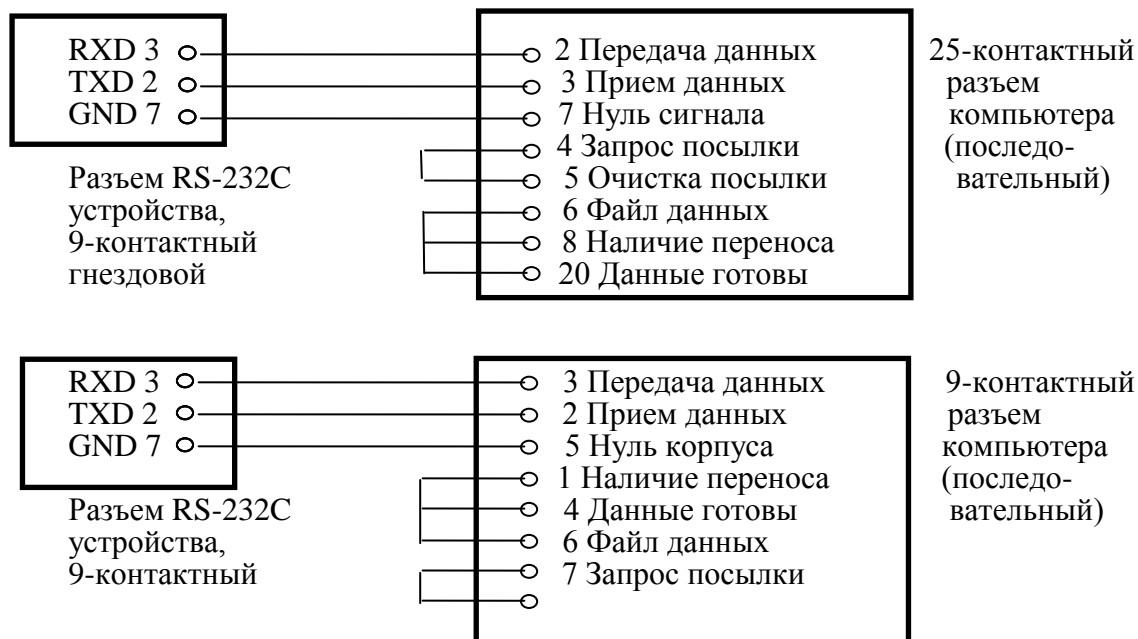 RXD 3
TXD 2
GND 7
Разъем RS-232C
устройства,
9-контактный
гнездовой
2 Передача данных
3 Прием данных
7 Нуль сигнала
4 Запрос посылки
5 Очистка посылки
6 Файл данных
8 Наличие переноса
20 Данные готовы
25-контактный
разъем
компьютера
(последо-
вательный)
RXD 3
TXD 2
GND 7
Разъем RS-232C
устройства,
9-контактный
3 Передача данных
2 Прием данных
5 Нуль корпуса
1 Наличие переноса
4 Данные готовы
6 Файл данных
7 Запрос посылки
9-контактный
разъем
компьютера
(последо-
вательный)